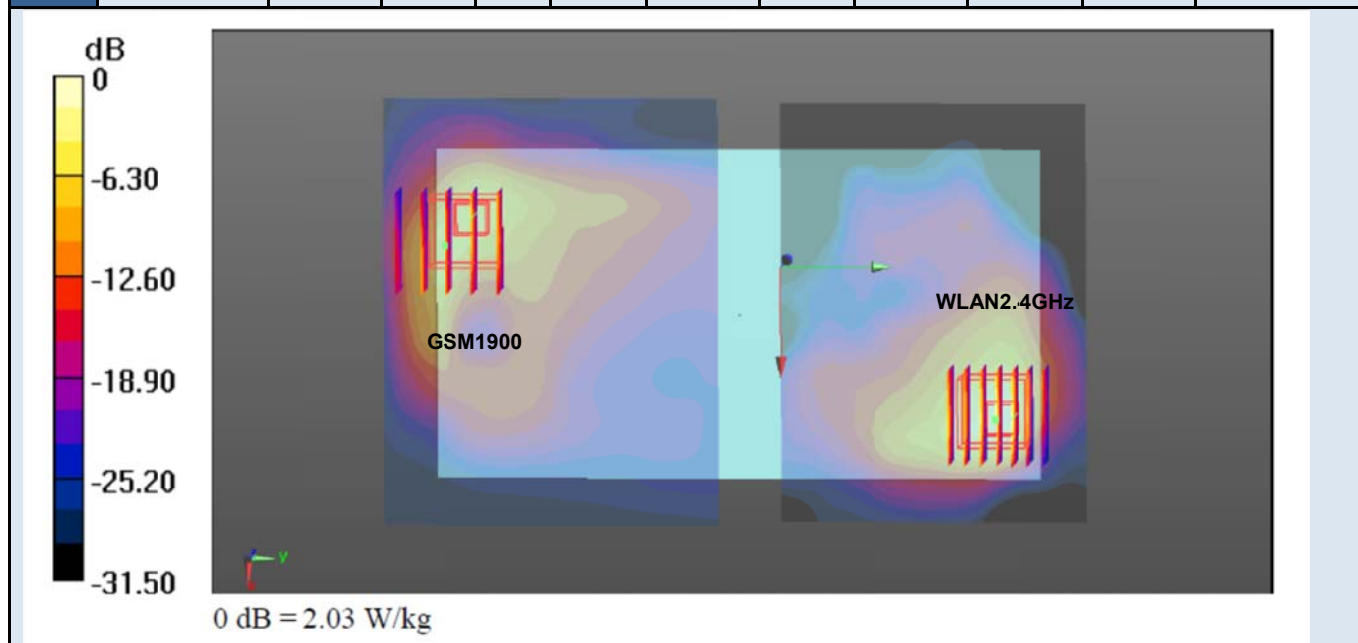 dB
0
-6.30
-12.60
-18.90
-25.20
-31.50
GSM1900
WLAN2.4GHz
y
0 dB = 2.03 W/kg